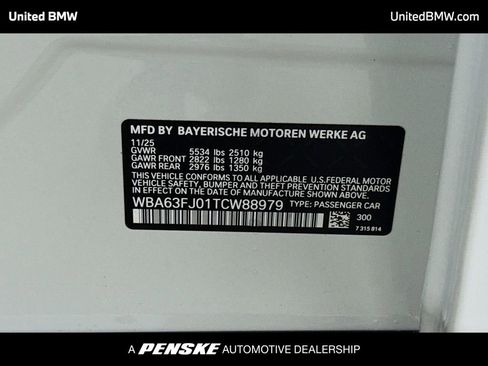 United BMW UnitedBMW.com
MFD BY BAYERISCHE MOTOREN WERKE AG
11/25
GVWR 5534 lbs 2510 kg
GAWR FRONT 2822 lbs 1280 kg
GAWR REAR 2976 lbs 1350 kg
THIS VEHICLE CONFORMS TO ALL APPLICABLE U.S.FEDERAL MOTOR
VEHICLE SAFETY, BUMPER AND THEFT PREVENTION STANDARDS IN
EFFECT ON THE DATE OF MANUFACTURE SHOWN ABOVE.
WBA63FJ01TCW88979 TYPE: PASSENGER CAR
300
7 315 814
A PENSKE AUTOMOTIVE DEALERSHIP